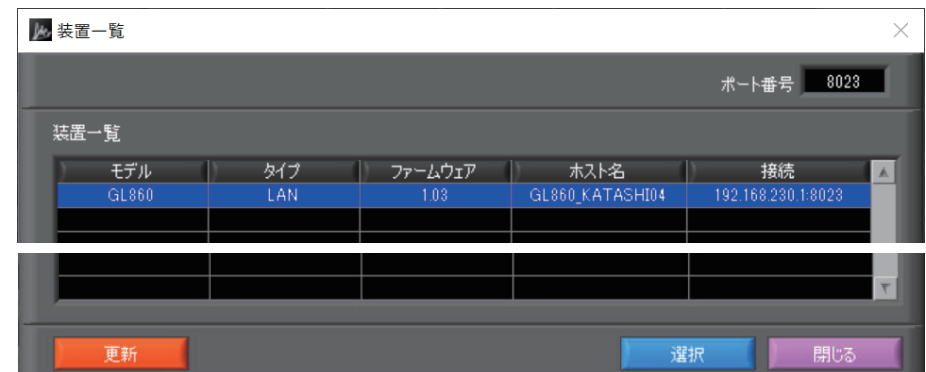 装置一覧
ポート番号 8023
装置一覧
モデル タイプ ファームウェア ホスト名 接続
GL860 LAN 1.03 GL860_KATASHI04 192.168.230.1:8023
更新 選択 閉じる